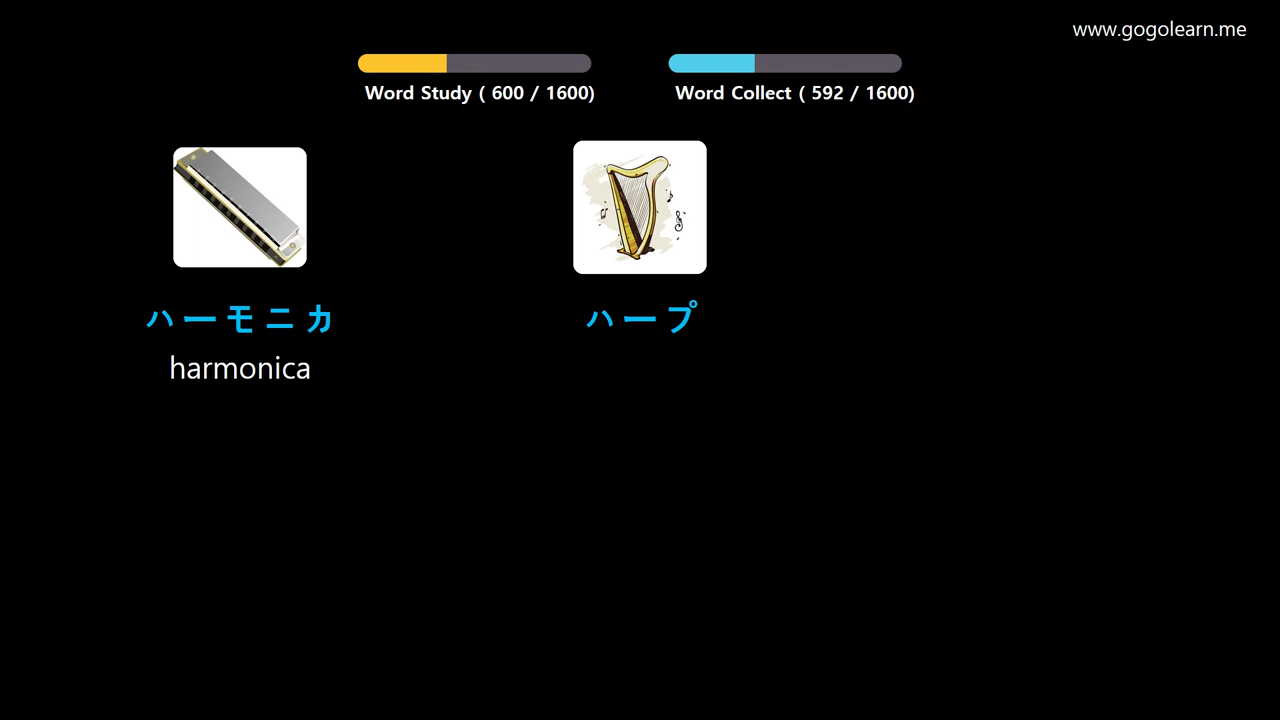 www.gogolearn.me
Word Study ( 600 / 1600)
Word Collect ( 592 / 1600)
ハーモニカ
ハープ
harmonica